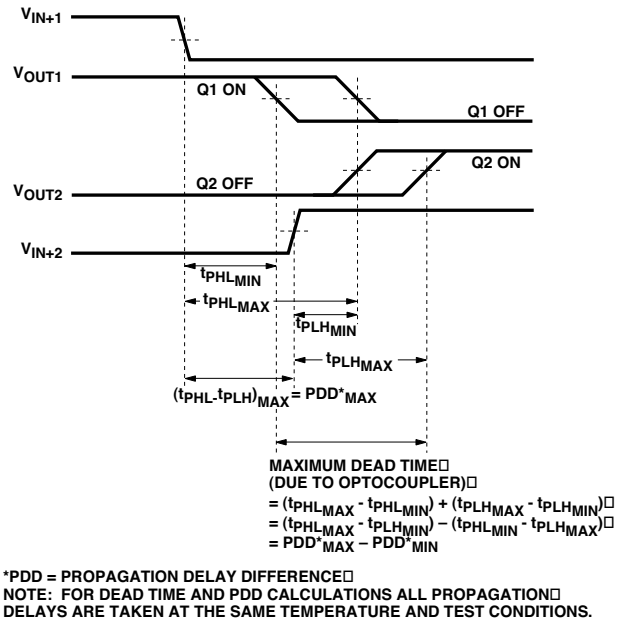 VIN+1
VOUT1
Q1 ON
Q1 OFF
Q2 OFF
Q2 ON
VOUT2
VIN+2
tPHLMIN
tPHLMAX
tPLHMIN
tPLHMAX
(tPHL-tPLH)MAX = PDD*MAX
MAXIMUM DEAD TIME□
(DUE TO OPTOCOUPLER)□
= (tPHLMAX - tPHLMIN) + (tPLHMAX - tPLHMIN)□
= (tPHLMAX - tPLHMIN) – (tPHLMIN - tPLHMAX)□
= PDD*MAX – PDD*MIN
*PDD = PROPAGATION DELAY DIFFERENCE□
NOTE: FOR DEAD TIME AND PDD CALCULATIONS ALL PROPAGATION□
DELAYS ARE TAKEN AT THE SAME TEMPERATURE AND TEST CONDITIONS.